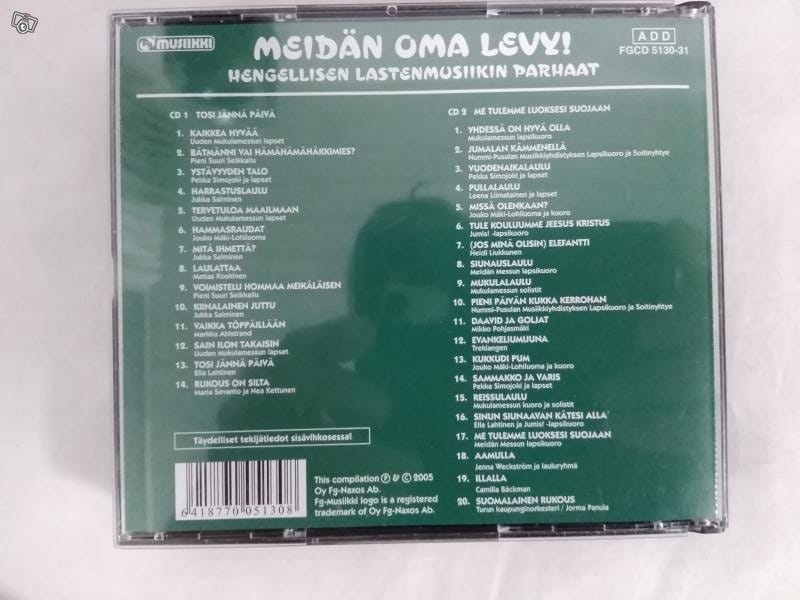 MUSIIKKI
MEIDÄN OMA LEVY!
HENGELLISEN LASTENMUSIIKIN PARHAAT
A D D
FGCD 5130-31
CD 1 TOSI JÄNNÄ PÄIVÄ
1. KAIKKEA HYVÄÄ
Uuden Mukulamessun lapset
2. BÄTMÄNNI VAI HÄMÄHÄMÄHÄKKIMIES?
Pieni Suuri Seikkailu
3. YSTÄVYYDEN TALO
Pekka Simojoki ja lapset
4. HARRASTUSLAULU
Jukka Salminen
5. TERVETULOA MAAILMAAN
Uuden Mukulamessun lapset
6. HAMMASRAUDAT
Jouko Mäki-Lohiluoma
7. MITÄ IHMETTÄ?
Jukka Salminen
8. LAULATTAA
Matias Koskinen
9. VOIMISTELU HOMMAA MEIKÄLÄISEN
Pieni Suuri Seikkailu
10. KIINALAINEN JUTTU
Jukka Salminen
11. VAIKKA TÖPPÄILLÄÄN
Markku Ahlstrand
12. SAIN ILON TAKAISIN
Uuden Mukulamessun lapset
13. TOSI JÄNNÄ PÄIVÄ
Ella Lahtinen
14. RUKOUS ON SILTA
Maria Sevanto ja Nea Kettunen
Täydelliset tekijätiedot sisävihkosessa!
6 418770 051308
This compilation Ⓟ & © 2005
Oy Fg-Naxos Ab.
Fg-Musiikki logo is a registered
trademark of Oy Fg-Naxos Ab.
CD 2 ME TULEMME LUOKSESI SUOJAAN
1. YHDESSÄ ON HYVÄ OLLA
Mukulamessun lapsikuoro
2. JUMALAN KÄMMENELLÄ
Nummi-Pusulan Musiikkiyhdistyksen Lapsikuoro ja Soitinyhtye
3. VUODENAIKALAULU
Pekka Simojoki ja lapset
4. PULLALAULU
Leena Liimatainen ja lapset
5. MISSÄ OLENKAAN?
Jouko Mäki-Lohiluoma ja kuoro
6. TULE KOULUUMME JEESUS KRISTUS
Jumis! -lapsikuoro
7. (JOS MINÄ OLISIN) ELEFANTTI
Heidi Liukkunen
8. SIUNAUSLAULU
Meidän Messun lapsikuoro
9. MUKULALAULU
Mukulamessun solistit
10. PIENI PÄIVÄN KUKKA KERROHAN
Nummi-Pusulan Musiikkiyhdistyksen Lapsikuoro ja Soitinyhtye
11. DAAVID JA GOLJAT
Mikko Pohjasmäki
12. EVANKELIUMIJUNA
Treklangen
13. KUKKUDI PUM
Jouko Mäki-Lohiluoma ja kuoro
14. SAMMAKKO JA VARIS
Pekka Simojoki ja lapset
15. REISSULAULU
Mukulamessun kuoro ja solistit
16. SINUN SIUNAAVAN KÄTESI ALLA
Ella Lahtinen ja Jumis! -lapsikuoro
17. ME TULEMME LUOKSESI SUOJAAN
Meidän Messun lapsikuoro
18. AAMULLA
Jenna Weckström ja lauluryhmä
19. ILLALLA
Camilla Bäckman
20. SUOMALAINEN RUKOUS
Turun kaupunginorkesteri / Jorma Panula